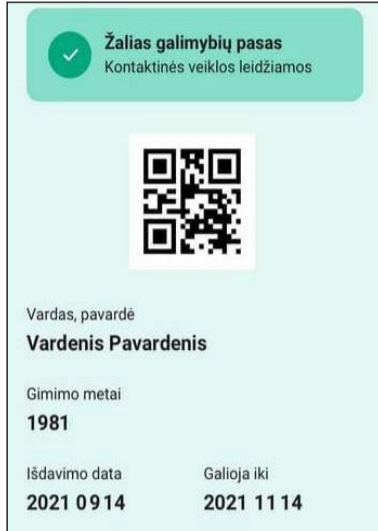 Žalias galimybių pasas
Kontaktinės veiklos leidžiamos
Vardas, pavardė
Vardenis Pavardenis
Gimimo metai
1981
Išdavimo data Galioja iki
2021 09 14 2021 11 14